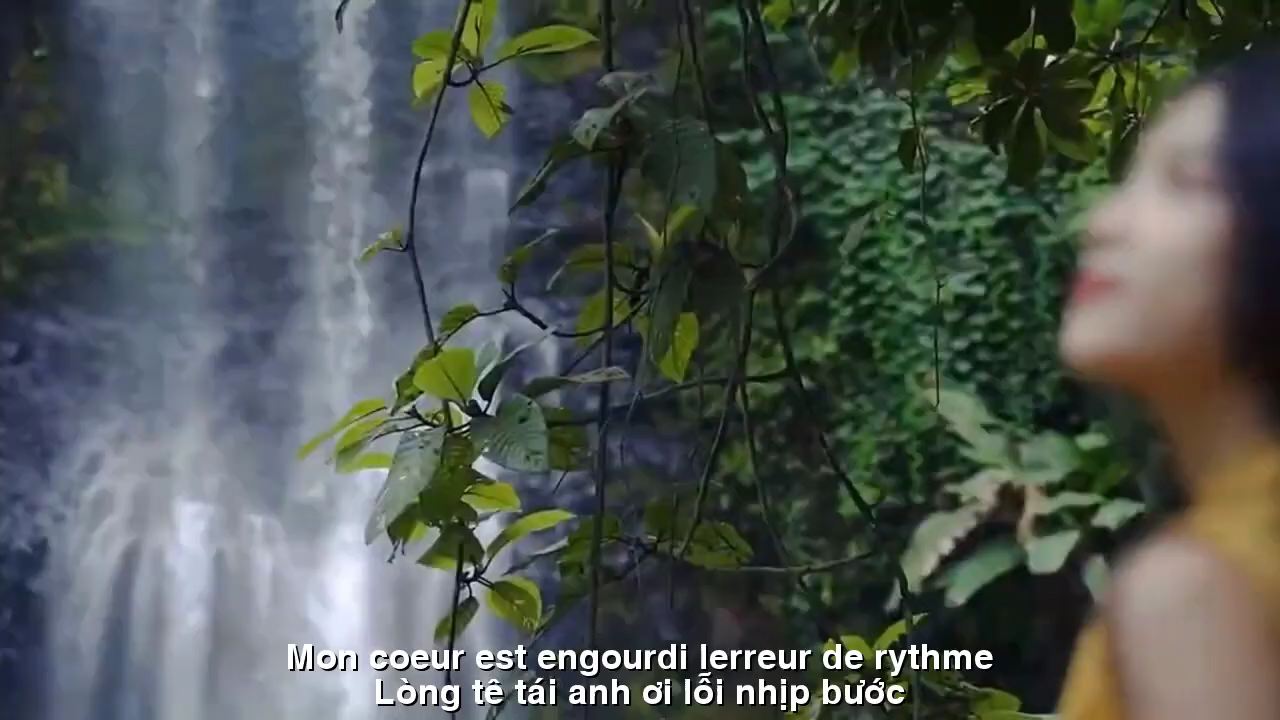 Mon coeur est engourdi lerreur de rythme
Lòng tê tái anh ơi lỗi nhịp bước